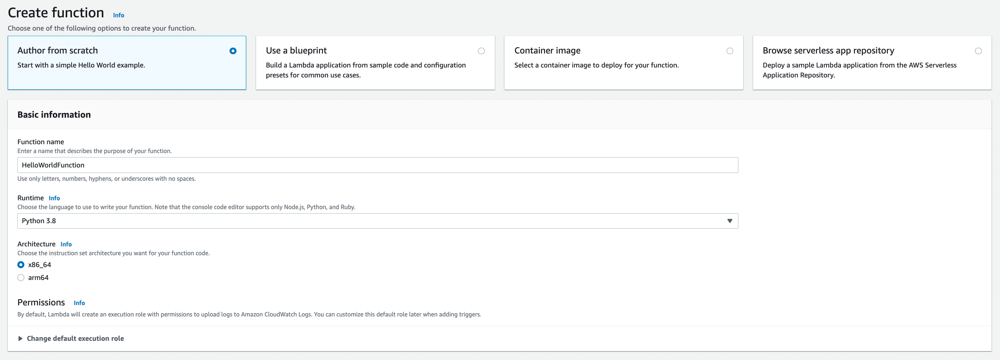 Create function Info
Choose one of the following options to create your function.
Author from scratch
Start with a simple Hello World example.
Use a blueprint
Build a Lambda application from sample code and configuration
presets for common use cases.
Container image
Select a container image to deploy for your function.
Browse serverless app repository
Deploy a sample Lambda application from the AWS Serverless
Application Repository.
Basic information
Function name
Enter a name that describes the purpose of your function.
HelloWorldFunction
Use only letters, numbers, hyphens, or underscores with no spaces.
Runtime Info
Choose the language to use to write your function. Note that the console code editor supports only Node.js, Python, and Ruby.
Python 3.8
Architecture Info
Choose the instruction set architecture you want for your function code.
x86_64
arm64
Permissions Info
By default, Lambda will create an execution role with permissions to upload logs to Amazon CloudWatch Logs. You can customize this default role later when adding triggers.
Change default execution role